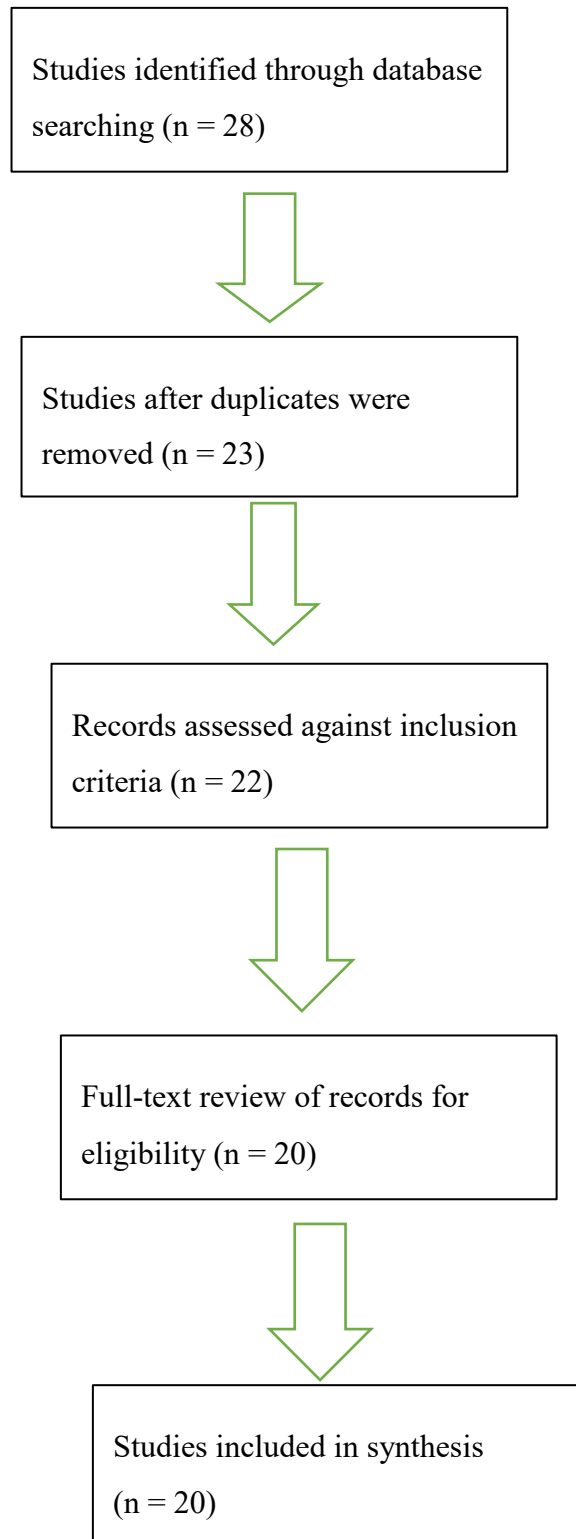 Studies identified through database
searching (n = 28)
Studies after duplicates were
removed (n = 23)
Records assessed against inclusion
criteria (n = 22)
Full-text review of records for
eligibility (n = 20)
Studies included in synthesis
(n = 20)